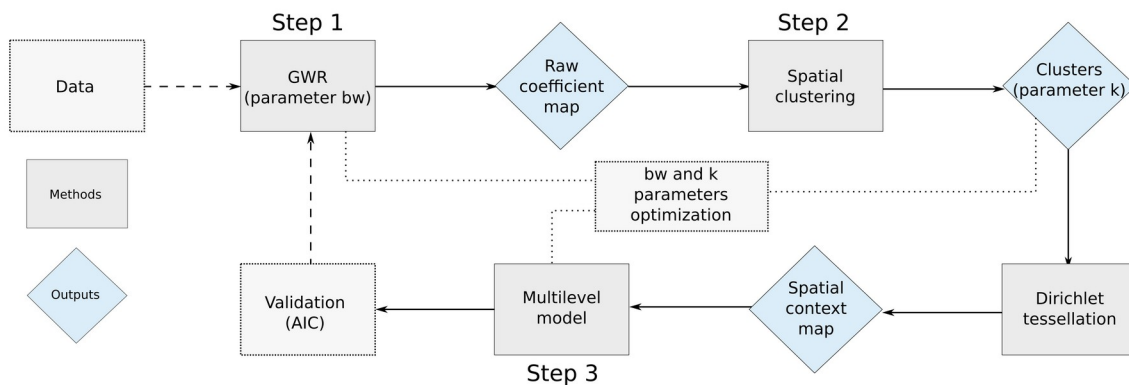 Step 1
Step 2
Data
GWR
(parameter bw)
Raw
coefficient
map
Spatial
clustering
Clusters
(parameter k)
Methods
bw and k
parameters
optimization
Outputs
Validation
(AIC)
Multilevel
model
Spatial
context
map
Dirichlet
tessellation
Step 3